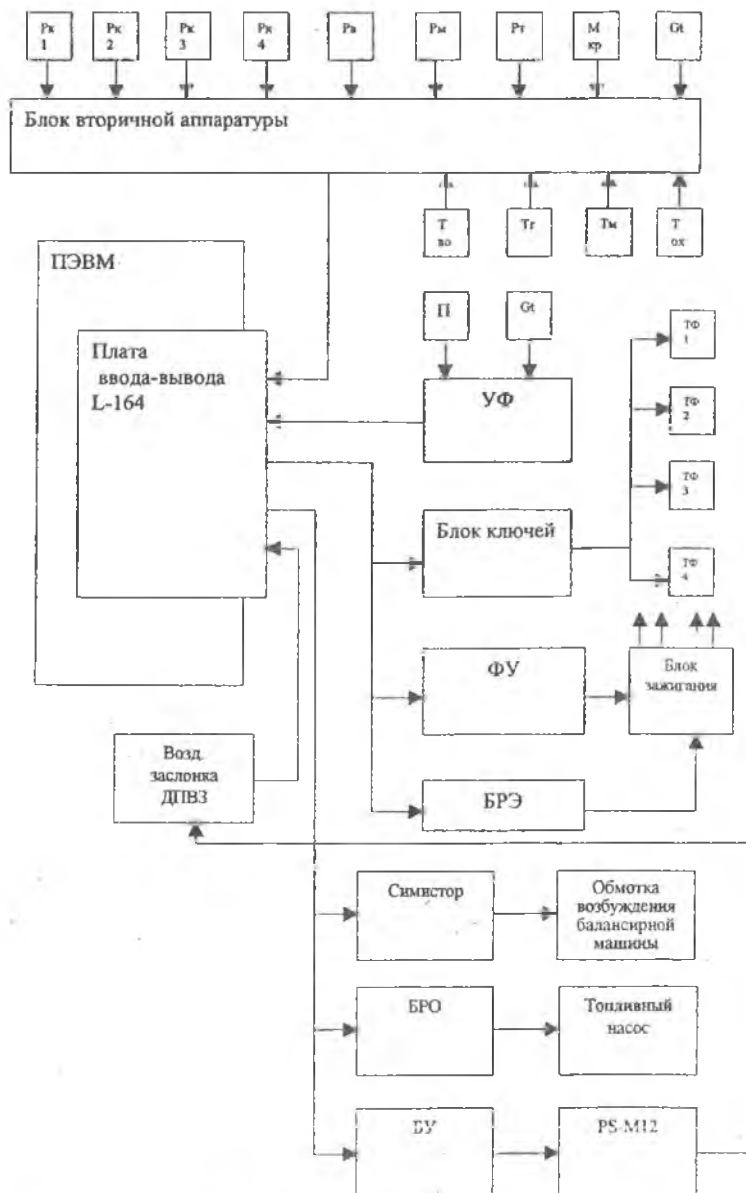 Рк Рк Рк Рк Рв Рм Рт М Gt
1 2 3 4 кр
Блок вторичной аппаратуры
Т Тг Тм Т
во ох
ПЭВМ
П Gt
Плата
ввода-вывода
L-164
УФ
ТФ
1
ТФ
2
ТФ
3
ТФ
4
Блок ключей
ФУ
Блок
зажигания
Возд.
заслонка
ДПВЗ
БРЭ
Симистор
Обмотка
возбуждения
балансирной
машины
БРО
Топливный
насос
БУ
PS-M12